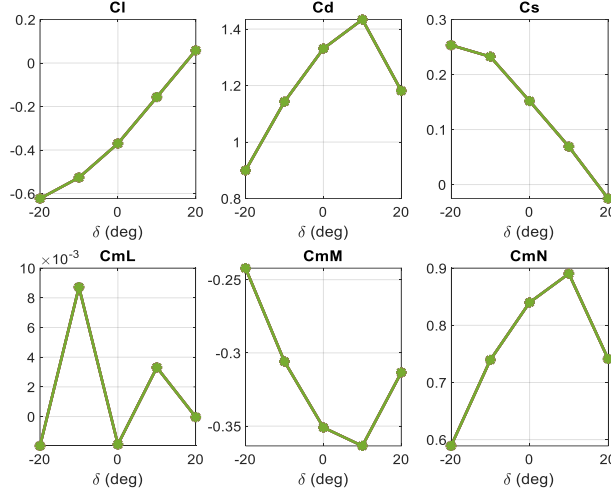 Cl
0.2
0
-0.2
-0.4
-0.6
-20 0 20
δ (deg)
Cd
1.4
1.2
1
0.8
-20 0 20
δ (deg)
Cs
0.3
0.2
0.1
0
-20 0 20
δ (deg)
CmL
×10⁻³
10
8
6
4
2
0
-20 0 20
δ (deg)
CmM
-0.25
-0.3
-0.35
-20 0 20
δ (deg)
CmN
0.9
0.8
0.7
0.6
-20 0 20
δ (deg)